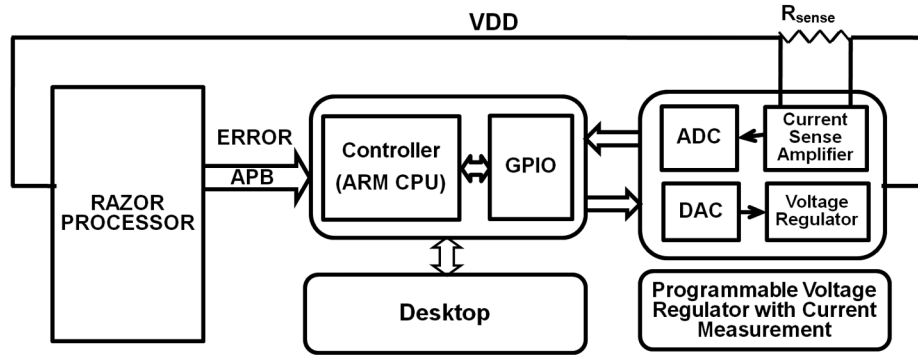 VDD
Rsense
ERROR
APB
RAZOR
PROCESSOR
Controller
(ARM CPU)
GPIO
ADC
Current
Sense
Amplifier
DAC
Voltage
Regulator
Desktop
Programmable Voltage
Regulator with Current
Measurement